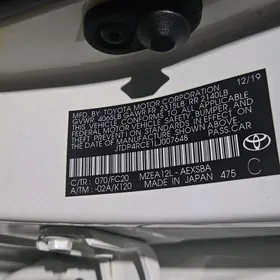 MFD. BY: TOYOTA MOTOR CORPORATION 12/19
GVWR 4065LB GAWR FR 2115LB RR 2140LB
THIS VEHICLE CONFORMS TO ALL APPLICABLE
FEDERAL MOTOR VEHICLE SAFETY, BUMPER, AND
THEFT PREVENTION STANDARDS IN EFFECT ON THE
DATE OF MANUFACTURE SHOWN ABOVE.
PASS.CAR
JTDP4RCE1LJ007648
C/TR : 070/FC20 MZEA12L-AEXSBA
A/TM : -02A/K120 MADE IN JAPAN 475
TOYOTA
C